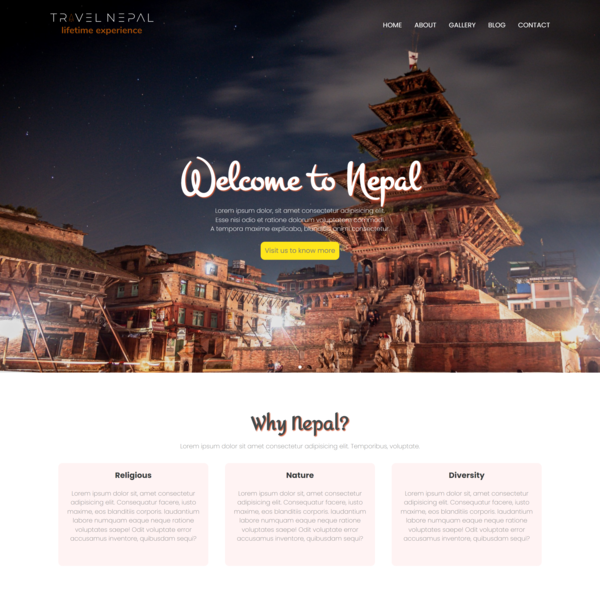 TRAVEL NEPAL
lifetime experience
HOME ABOUT GALLERY BLOG CONTACT
Welcome to Nepal
Lorem ipsum dolor, sit amet consectetur adipisicing elit.
Esse nisi odio et ratione dolorum voluptatem commodi.
A tempora maxime explicabo, blanditiis animi consectetur.
Visit us to know more
Why Nepal?
Lorem ipsum dolor sit amet consectetur adipisicing elit. Temporibus, voluptate.
Religious
Lorem ipsum dolor sit, amet consectetur
adipisicing elit. Consequatur facere, iusto
maxime, eos blanditiis corporis incidunt, laudantium
labore numquam eaque neque ratione
voluptates saepe! Odit voluptate error
accusamus inventore, quibusdam sequi?
Nature
Lorem ipsum dolor sit, amet consectetur
adipisicing elit. Consequatur facere, iusto
maxime, eos blanditiis corporis incidunt, laudantium
labore numquam eaque neque ratione
voluptates saepe! Odit voluptate error
accusamus inventore, quibusdam sequi?
Diversity
Lorem ipsum dolor sit, amet consectetur
adipisicing elit. Consequatur facere, iusto
maxime, eos blanditiis corporis incidunt, laudantium
labore numquam eaque neque ratione
voluptates saepe! Odit voluptate error
accusamus inventore, quibusdam sequi?